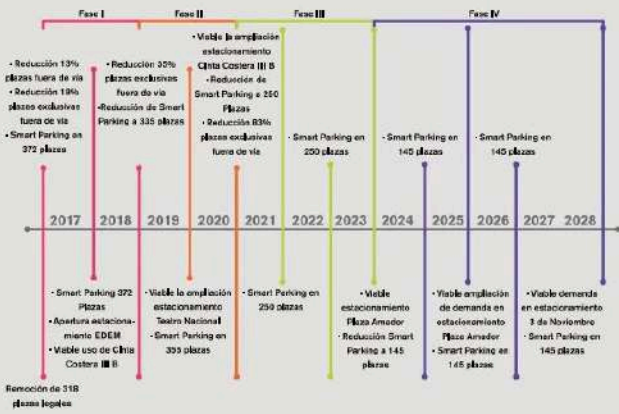 Fase I
Fase II
Fase III
Fase IV
• Reducción 13%
plazas fuera de vía
• Reducción 19%
plazas exclusivas
fuera de vía
• Smart Parking en
372 plazas
• Reducción 35%
plazas exclusivas
fuera de vía
•Reducción de Smart
Parking a 335 plazas
• Viable la ampliación
estacionamiento
Cinta Costera III B
• Reducción de
Smart Parking a 250
Plazas
• Reducción 83%
plazas exclusivas
fuera de vía
• Smart Parking en
250 plazas
• Smart Parking en
145 plazas
• Smart Parking en
145 plazas
2017 2018 2019 2020 2021 2022 2023 2024 2025 2026 2027 2028
• Smart Parking 372
Plazas
• Apertura estaciona-
miento EDEM
• Viable uso de Cinta
Costera III B
• Viable la ampliación
estacionamiento
Teatro Nacional
• Smart Parking en
355 plazas
• Smart Parking en
250 plazas
• Viable
estacionamiento
Plaza Amador
• Reducción Smart
Parking a 145
plazas
• Viable ampliación
de demanda en
estacionamiento
Plaza Amador
• Smart Parking en
145 plazas
• Viable demanda
en estacionamiento
3 de Noviembre
• Smart Parking en
145 plazas
Remoción de 318
plazas legales